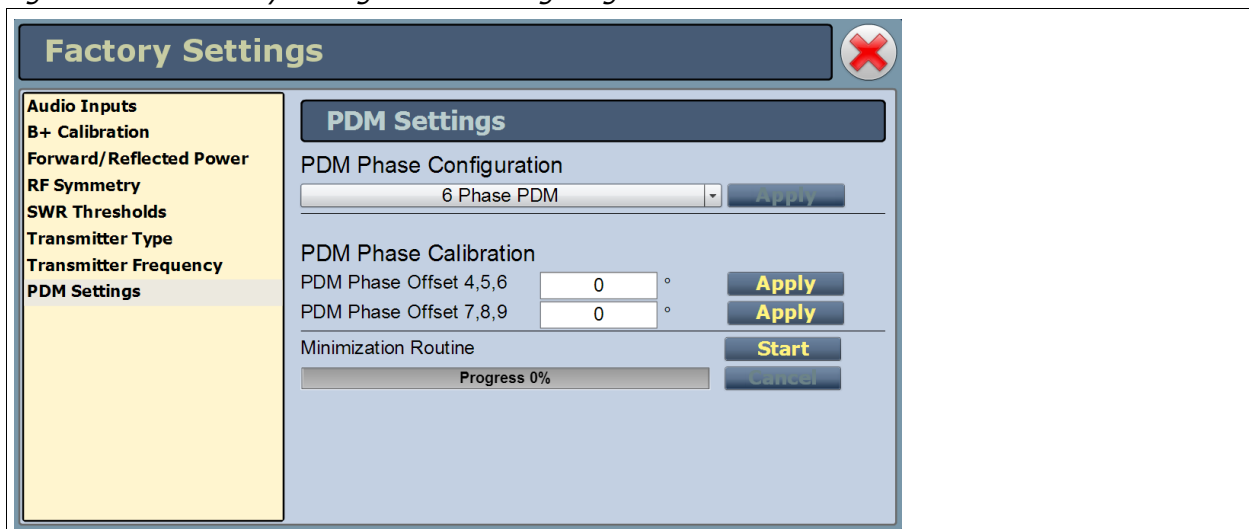 Factory Settings
Audio Inputs
B+ Calibration
Forward/Reflected Power
RF Symmetry
SWR Thresholds
Transmitter Type
Transmitter Frequency
PDM Settings
PDM Settings
PDM Phase Configuration
6 Phase PDM
Apply
PDM Phase Calibration
PDM Phase Offset 4,5,6 0 ° Apply
PDM Phase Offset 7,8,9 0 ° Apply
Minimization Routine Start
Progress 0% Cancel